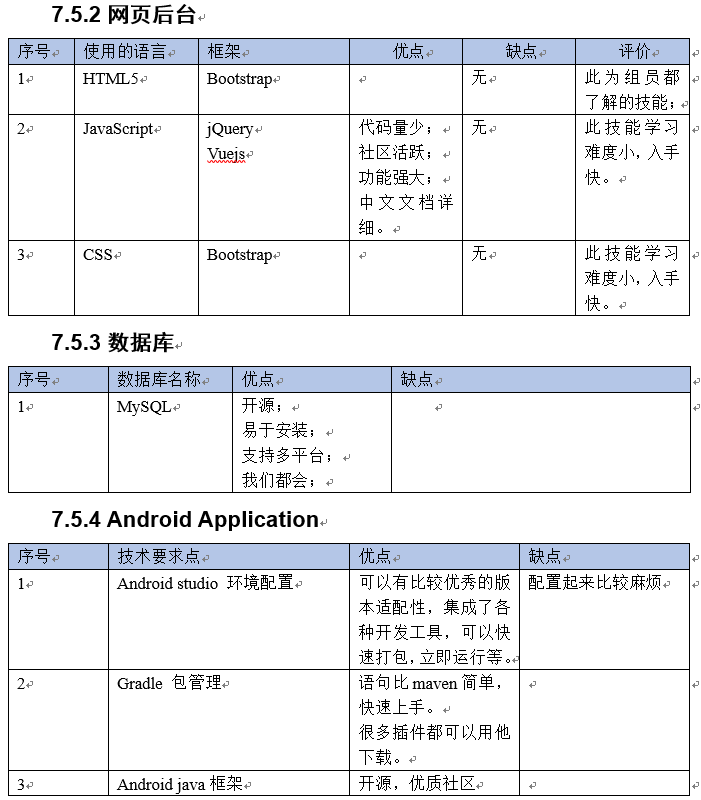 7.5.2 网页后台
序号 使用的语言 框架 优点 缺点 评价
1 HTML5 Bootstrap 无 此为组员都
了解的技能；
2 JavaScript jQuery 代码量少； 无 此技能学习
Vuejs 社区活跃； 难度小，入手
功能强大； 快。
中文文档详
细。
3 CSS Bootstrap 无 此技能学习
难度小，入手
快。
7.5.3 数据库
序号 数据库名称 优点 缺点
1 MySQL 开源；
易于安装；
支持多平台；
我们都会；
7.5.4 Android Application
序号 技术要求点 优点 缺点
1 Android studio 环境配置 可以有比较优秀的版 配置起来比较麻烦
本适配性，集成了各
种开发工具，可以快
速打包，立即运行等。
2 Gradle 包管理 语句比 maven 简单，
快速上手。
很多插件都可以用他
下载。
3 Android java 框架 开源，优质社区